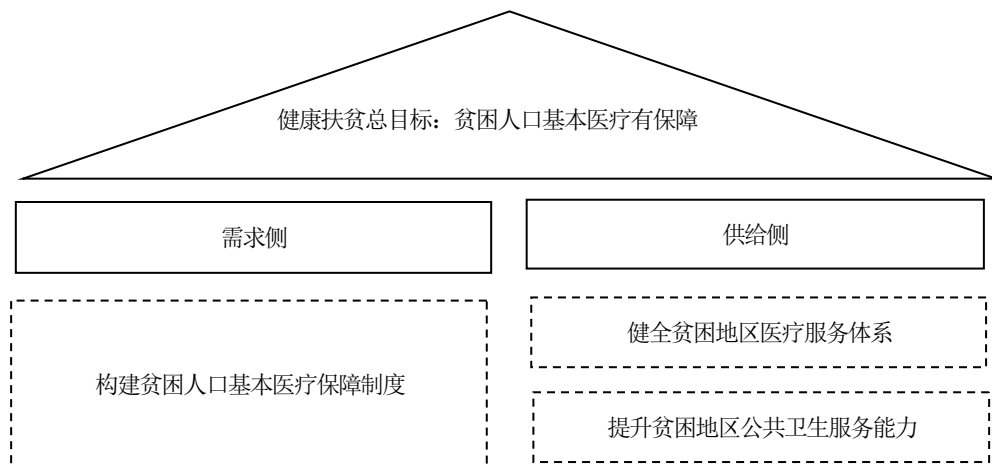 健康扶贫总目标：贫困人口基本医疗有保障
需求侧
供给侧
构建贫困人口基本医疗保障制度
健全贫困地区医疗服务体系
提升贫困地区公共卫生服务能力